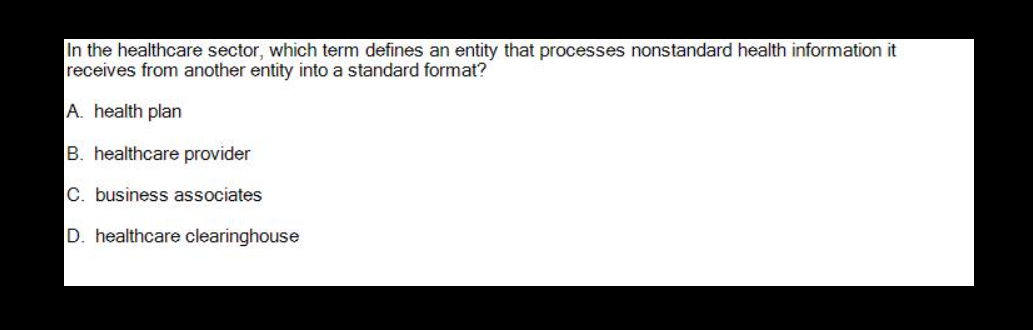 In the healthcare sector, which term defines an entity that processes nonstandard health information it
receives from another entity into a standard format?
A. health plan
B. healthcare provider
C. business associates
D. healthcare clearinghouse